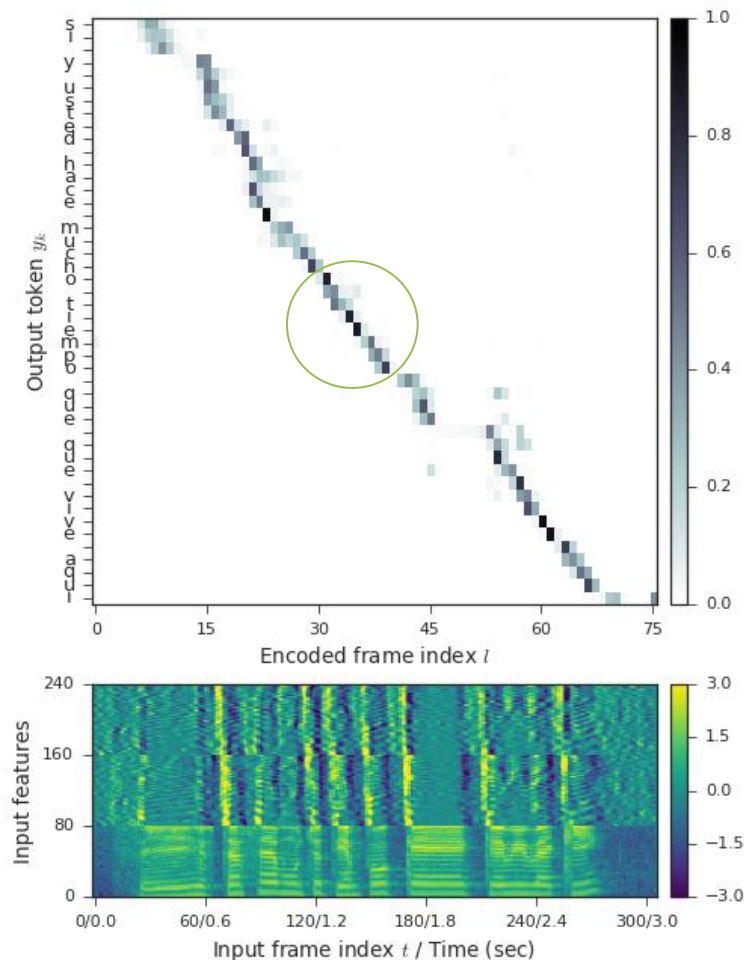 s
i
y
u
s
t
e
d
h
a
c
e
m
u
c
h
o
t
i
e
m
p
o
q
u
e
q
u
e
v
i
v
e
a
q
u
i
Output token yₖ
0 15 30 45 60 75
Encoded frame index l
1.0
0.8
0.6
0.4
0.2
0.0
240
160
80
0
Input features
0/0.0 60/0.6 120/1.2 180/1.8 240/2.4 300/3.0
Input frame index t / Time (sec)
3.0
1.5
0.0
−1.5
−3.0